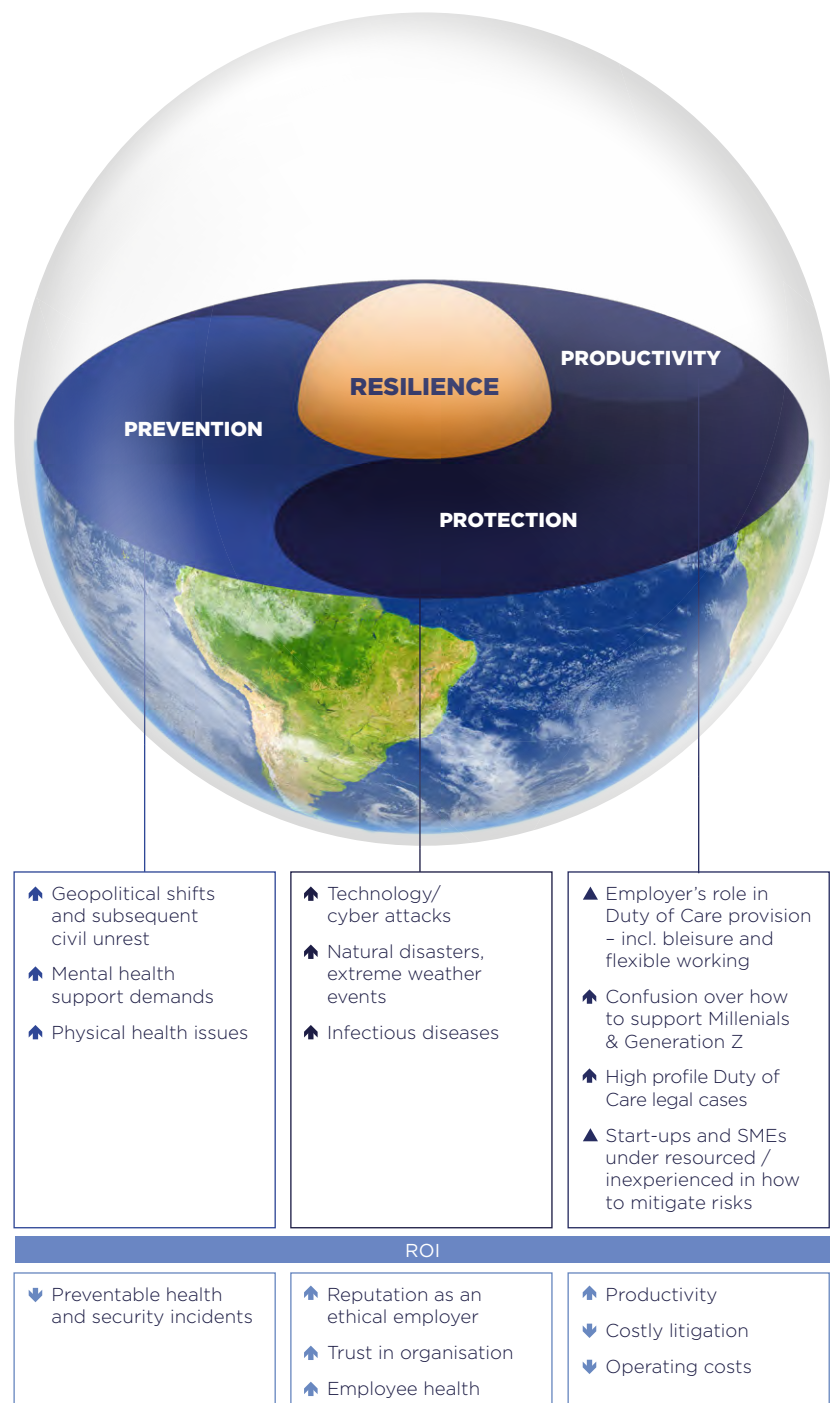 RESILIENCE
PRODUCTIVITY
PREVENTION
PROTECTION
Geopolitical shifts
and subsequent
civil unrest
Mental health
support demands
Physical health issues
Technology/
cyber attacks
Natural disasters,
extreme weather
events
Infectious diseases
Employer’s role in
Duty of Care provision
– incl. bleisure and
flexible working
Confusion over how
to support Millenials
& Generation Z
High profile Duty of
Care legal cases
Start-ups and SMEs
under resourced /
inexperienced in how
to mitigate risks
ROI
Preventable health
and security incidents
Reputation as an
ethical employer
Trust in organisation
Employee health
Productivity
Costly litigation
Operating costs